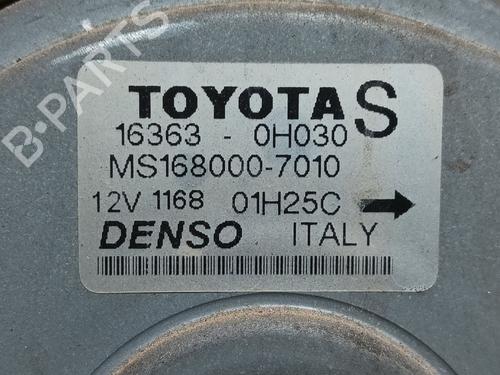 B-PARTS
TOYOTA S
16363 - 0H030
MS168000-7010
12V 1168 01H25C
DENSO ITALY